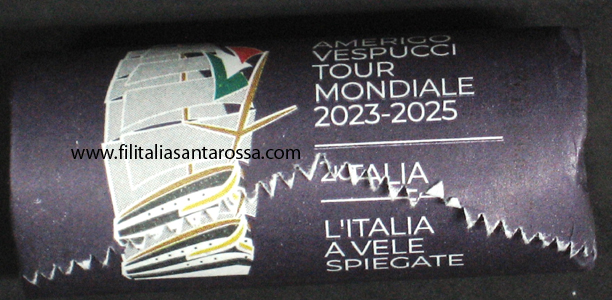 AMERIGO
VESPUCCI
TOUR
MONDIALE
2023-2025
www.filitaliasantarossa.com
L'ITALIA
A VELE
SPIEGATE